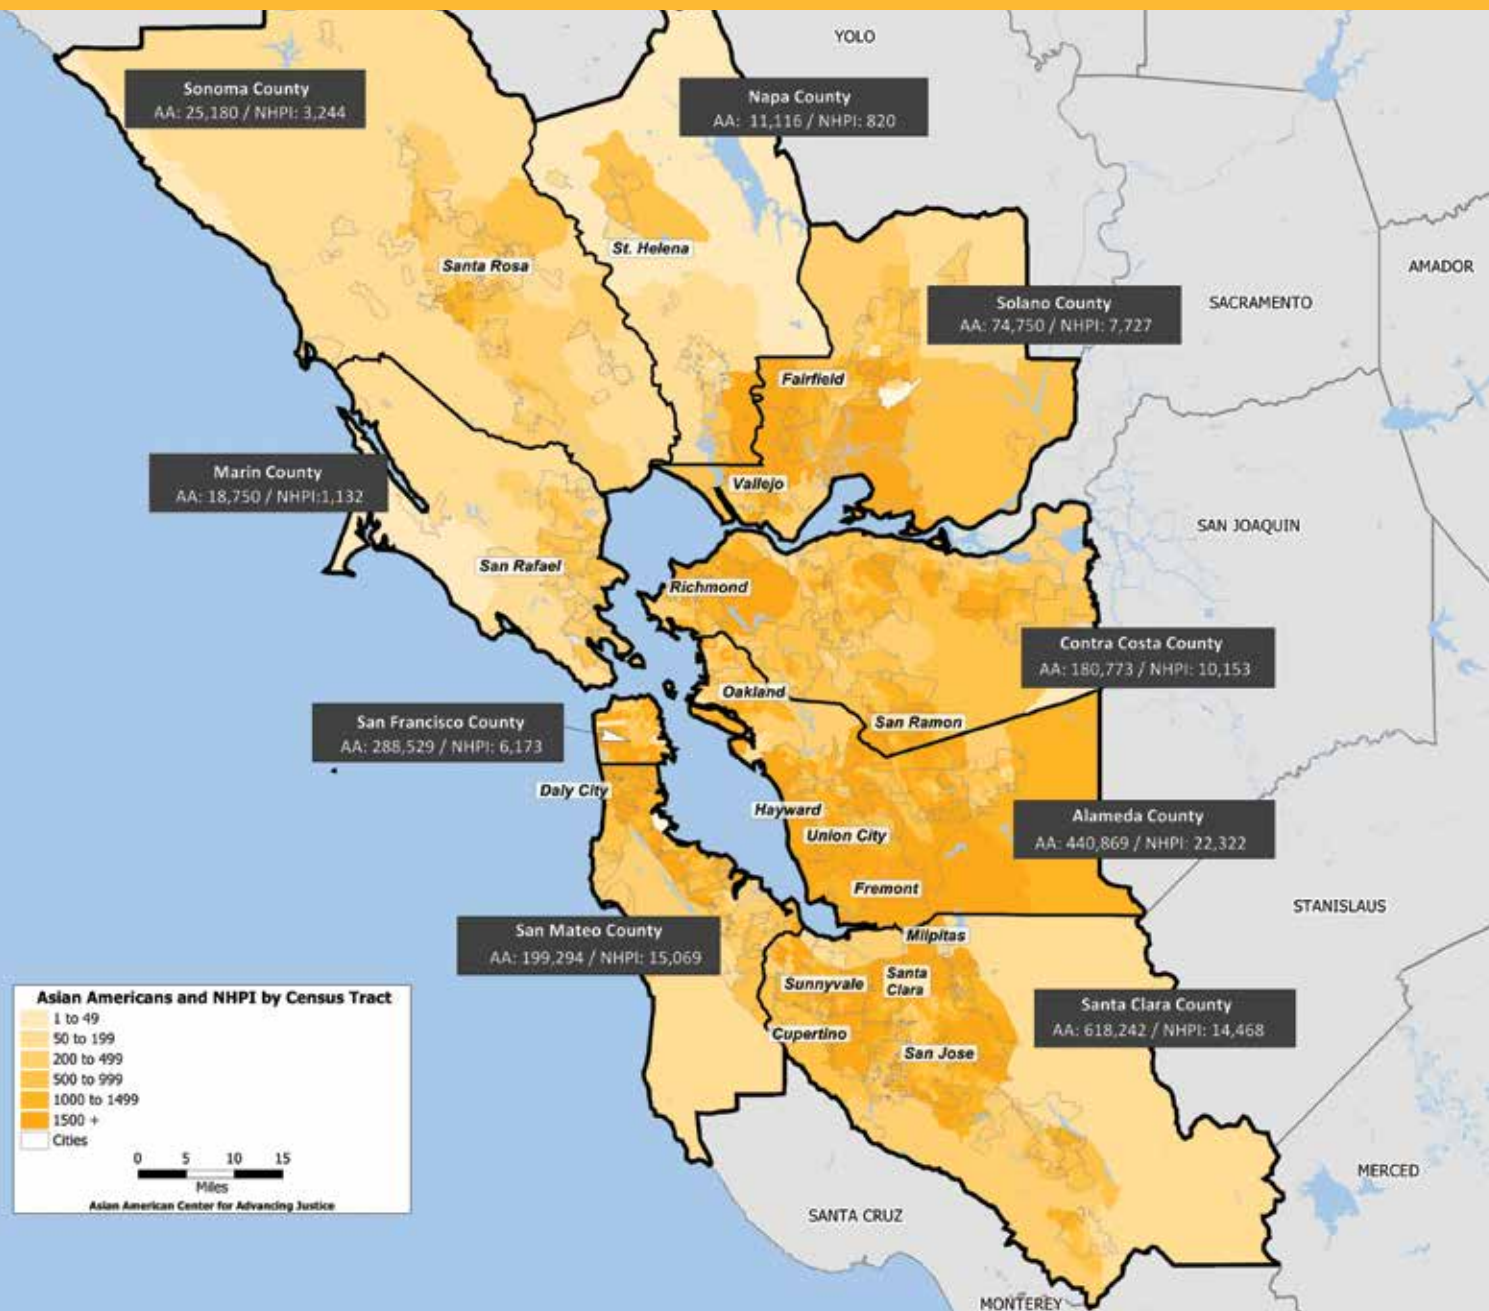 YOLO
Sonoma County
AA: 25,180 / NHPI: 3,244
Napa County
AA: 11,116 / NHPI: 820
St. Helena
Santa Rosa
AMADOR
SACRAMENTO
Solano County
AA: 74,750 / NHPI: 7,727
Fairfield
Marin County
AA: 18,750 / NHPI:1,132
Vallejo
SAN JOAQUIN
San Rafael
Richmond
Contra Costa County
AA: 180,773 / NHPI: 10,153
Oakland
San Ramon
San Francisco County
AA: 288,529 / NHPI: 6,173
Daly City
Hayward
Union City
Alameda County
AA: 440,869 / NHPI: 22,322
Fremont
STANISLAUS
San Mateo County
AA: 199,294 / NHPI: 15,069
Milpitas
Sunnyvale
Santa
Clara
Santa Clara County
AA: 618,242 / NHPI: 14,468
Cupertino
San Jose
Asian Americans and NHPI by Census Tract
1 to 49
50 to 199
200 to 499
500 to 999
1000 to 1499
1500 +
Cities
0 5 10 15
Miles
Asian American Center for Advancing Justice
MERCED
SANTA CRUZ
MONTEREY